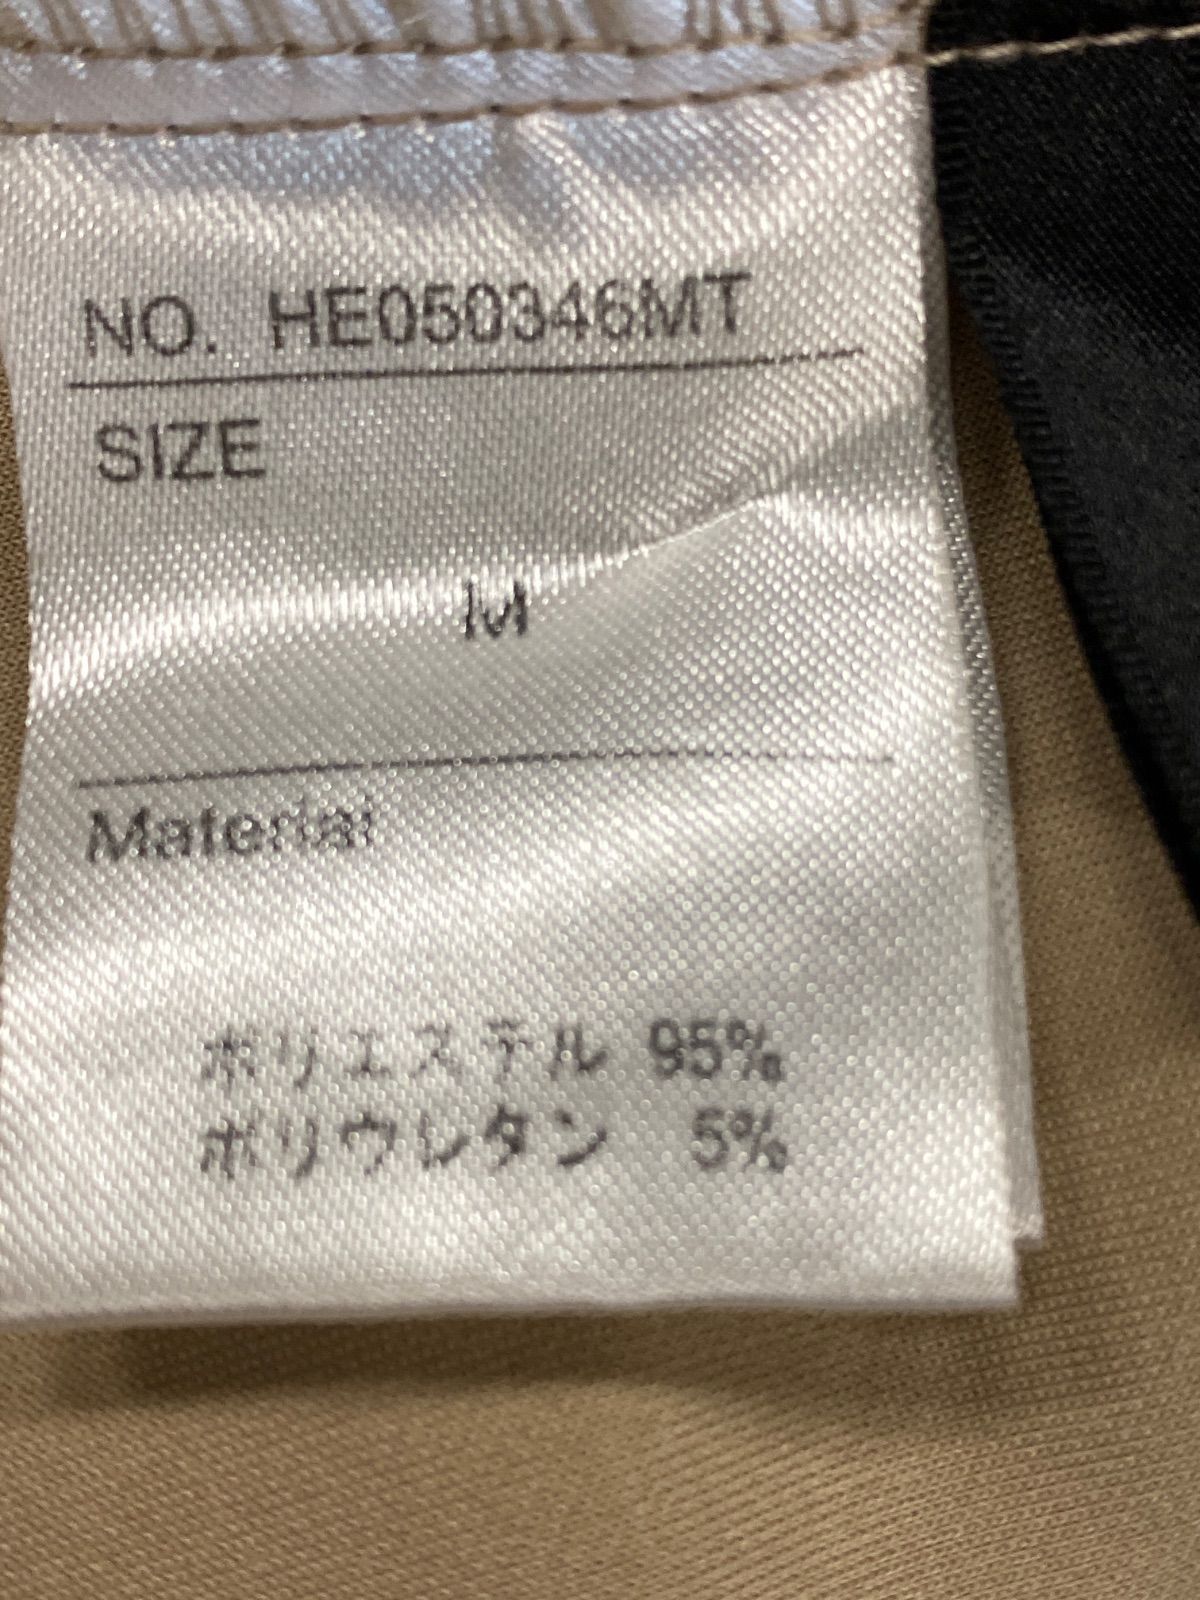 NO. HE050346MT
SIZE
M
Material
ポリエステル 95%
ポリウレタン 5%